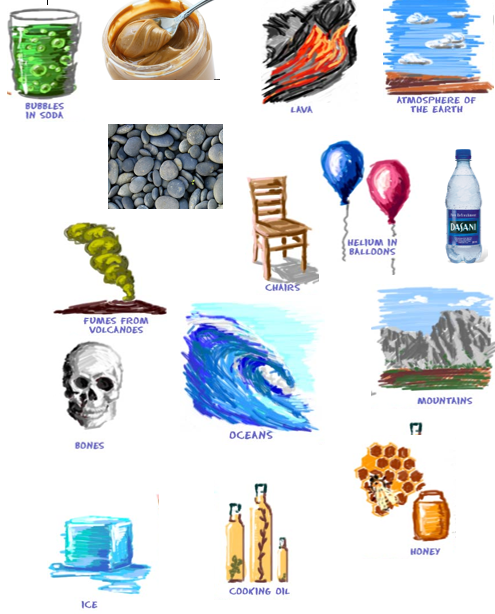 BUBBLES
IN SODA
LAVA
ATMOSPHERE OF
THE EARTH
CHAIRS
HELIUM IN
BALLOONS
DASANI
FUMES FROM
VOLCANOES
MOUNTAINS
BONES
OCEANS
HONEY
ICE
COOKING OIL